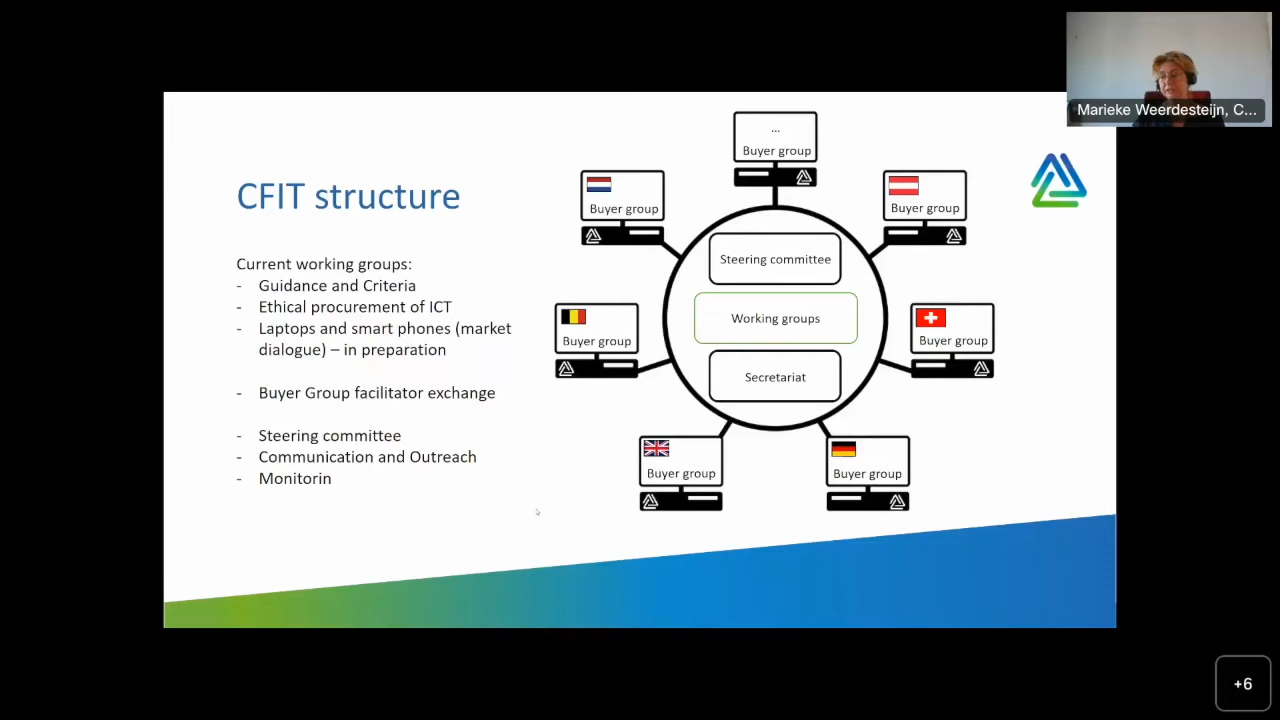 Marieke Weerdesteijn, C...
CFIT structure
Current working groups:
- Guidance and Criteria
- Ethical procurement of ICT
- Laptops and smart phones (market
dialogue) – in preparation
- Buyer Group facilitator exchange
- Steering committee
- Communication and Outreach
- Monitorin
...
Buyer group
Buyer group
Buyer group
Steering committee
Working groups
Secretariat
Buyer group
Buyer group
Buyer group
Buyer group
+6